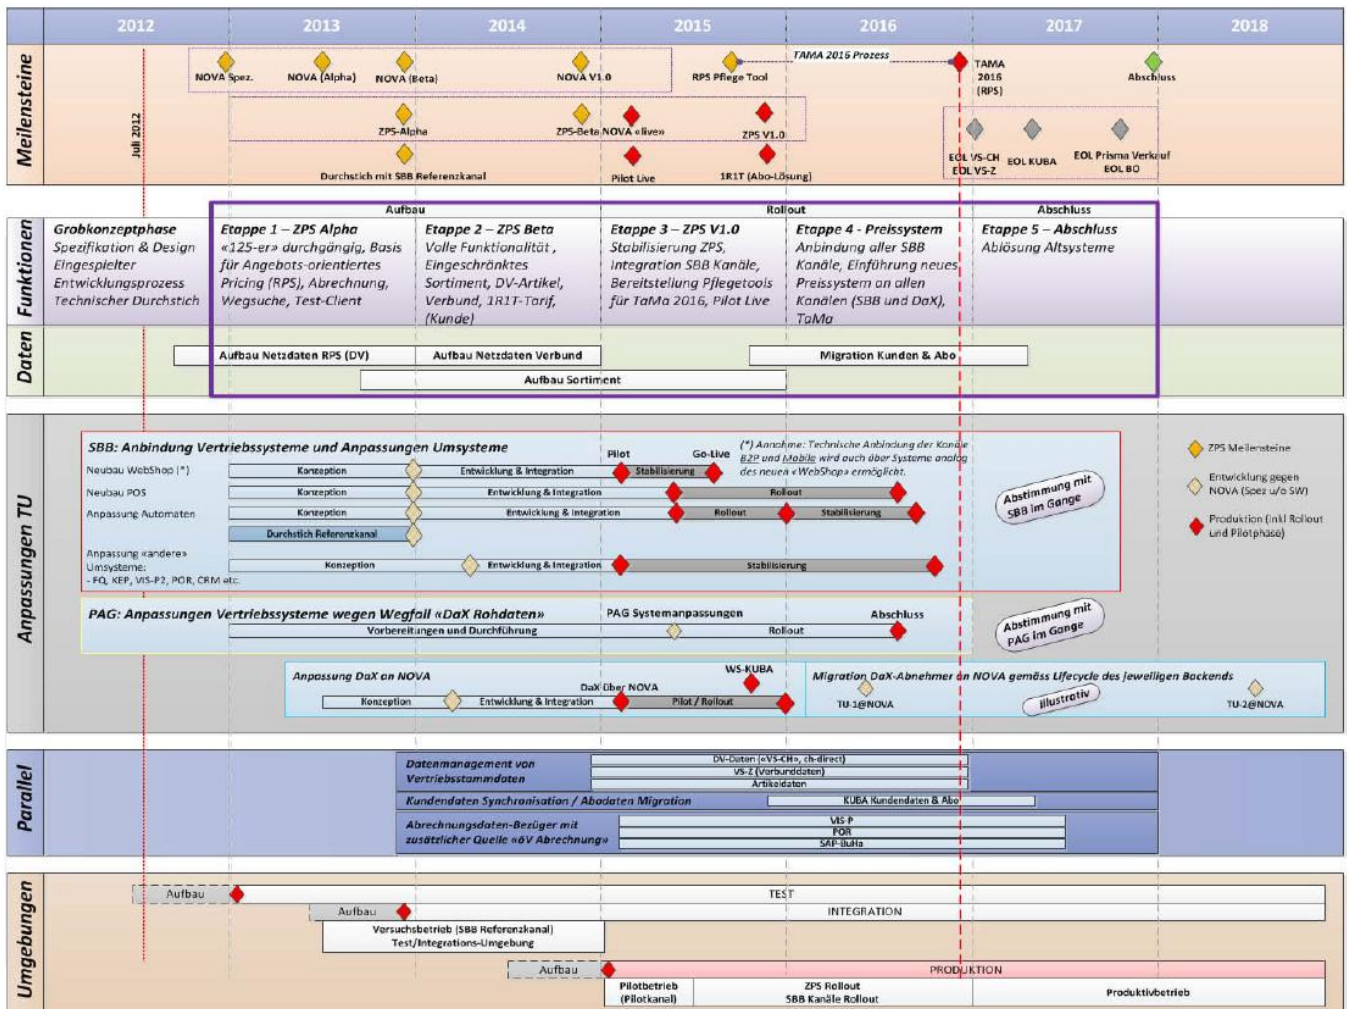 2012 2013 2014 2015 2016 2017 2018
Meilensteine
Juli 2012
NOVA Spez.
NOVA (Alpha)
NOVA (Beta)
NOVA V1.0
RPS Pflege Tool
TAMA 2016 Prozess
TAMA
2016
(RPS)
Abschluss
ZPS-Alpha
ZPS-Beta
NOVA «live»
ZPS V1.0
EOL VS-CH
EOL VS-Z
EOL KUBA
EOL Prisma Verkauf
EOL BO
Durchstich mit SBB Referenzkanal
Pilot Live
1R1T (Abo-Lösung)
Funktionen
Aufbau
Rollout
Abschluss
Grobkonzeptphase
Spezifikation & Design
Eingespielter
Entwicklungsprozess
Technischer Durchstich
Etappe 1 – ZPS Alpha
«125-er» durchgängig, Basis
für Angebots-orientiertes
Pricing (RPS), Abrechnung,
Wegsuche, Test-Client
Etappe 2 – ZPS Beta
Volle Funktionalität ,
Eingeschränktes
Sortiment, DV-Artikel,
Verbund, 1R1T-Tarif,
(Kunde)
Etappe 3 – ZPS V1.0
Stabilisierung ZPS,
Integration SBB Kanäle,
Bereitstellung Pflegetools
für TaMa 2016, Pilot Live
Etappe 4 - Preissystem
Anbindung aller SBB
Kanäle, Einführung neues
Preissystem an allen
Kanälen (SBB und DaX),
TaMa
Etappe 5 – Abschluss
Ablösung Altsysteme
Daten
Aufbau Netzdaten RPS (DV)
Aufbau Netzdaten Verbund
Migration Kunden & Abo
Aufbau Sortiment
Anpassungen TU
SBB: Anbindung Vertriebssysteme und Anpassungen Umsysteme
(*) Annahme: Technische Anbindung der Kanäle
B2P und Mobile wird auch über Systeme analog
des neuen «WebShop» ermöglicht.
Pilot
Go-Live
Neubau WebShop (*)
Konzeption
Entwicklung & Integration
Stabilisierung
Neubau POS
Konzeption
Entwicklung & Integration
Rollout
Anpassung Automaten
Konzeption
Entwicklung & Integration
Rollout
Stabilisierung
Durchstich Referenzkanal
Anpassung «andere»
Umsysteme:
- FQ, KEP, VIS-P2, POR, CRM etc.
Konzeption
Entwicklung & Integration
Stabilisierung
Abstimmung mit
SBB im Gange
ZPS Meilensteine
Entwicklung gegen
NOVA (Spez u/o SW)
Produktion (inkl Rollout
und Pilotphase)
PAG: Anpassungen Vertriebssysteme wegen Wegfall «DaX Rohdaten»
PAG Systemanpassungen
Abschluss
Vorbereitungen und Durchführung
Rollout
Abstimmung mit
PAG im Gange
Anpassung DaX an NOVA
DaX über NOVA
WS-KUBA
Konzeption
Entwicklung & Integration
Pilot / Rollout
Migration DaX-Abnehmer an NOVA gemäss Lifecycle des jeweiligen Backends
TU-1@NOVA
Illustrativ
TU-2@NOVA
Parallel
Datenmanagement von
Vertriebsstammdaten
DV-Daten («VS-CH», ch-direct)
VS-Z (Verbunddaten)
Artikeldaten
Kundendaten Synchronisation / Abodaten Migration
KUBA Kundendaten & Abo
Abrechnungsdaten-Bezüger mit
zusätzlicher Quelle «öV Abrechnung»
VIS-P
POR
SAP-BuHa
Umgebungen
Aufbau
TEST
Aufbau
INTEGRATION
Versuchsbetrieb (SBB Referenzkanal)
Test/Integrations-Umgebung
Aufbau
PRODUKTION
Pilotbetrieb
(Pilotkanal)
ZPS Rollout
SBB Kanäle Rollout
Produktivbetrieb